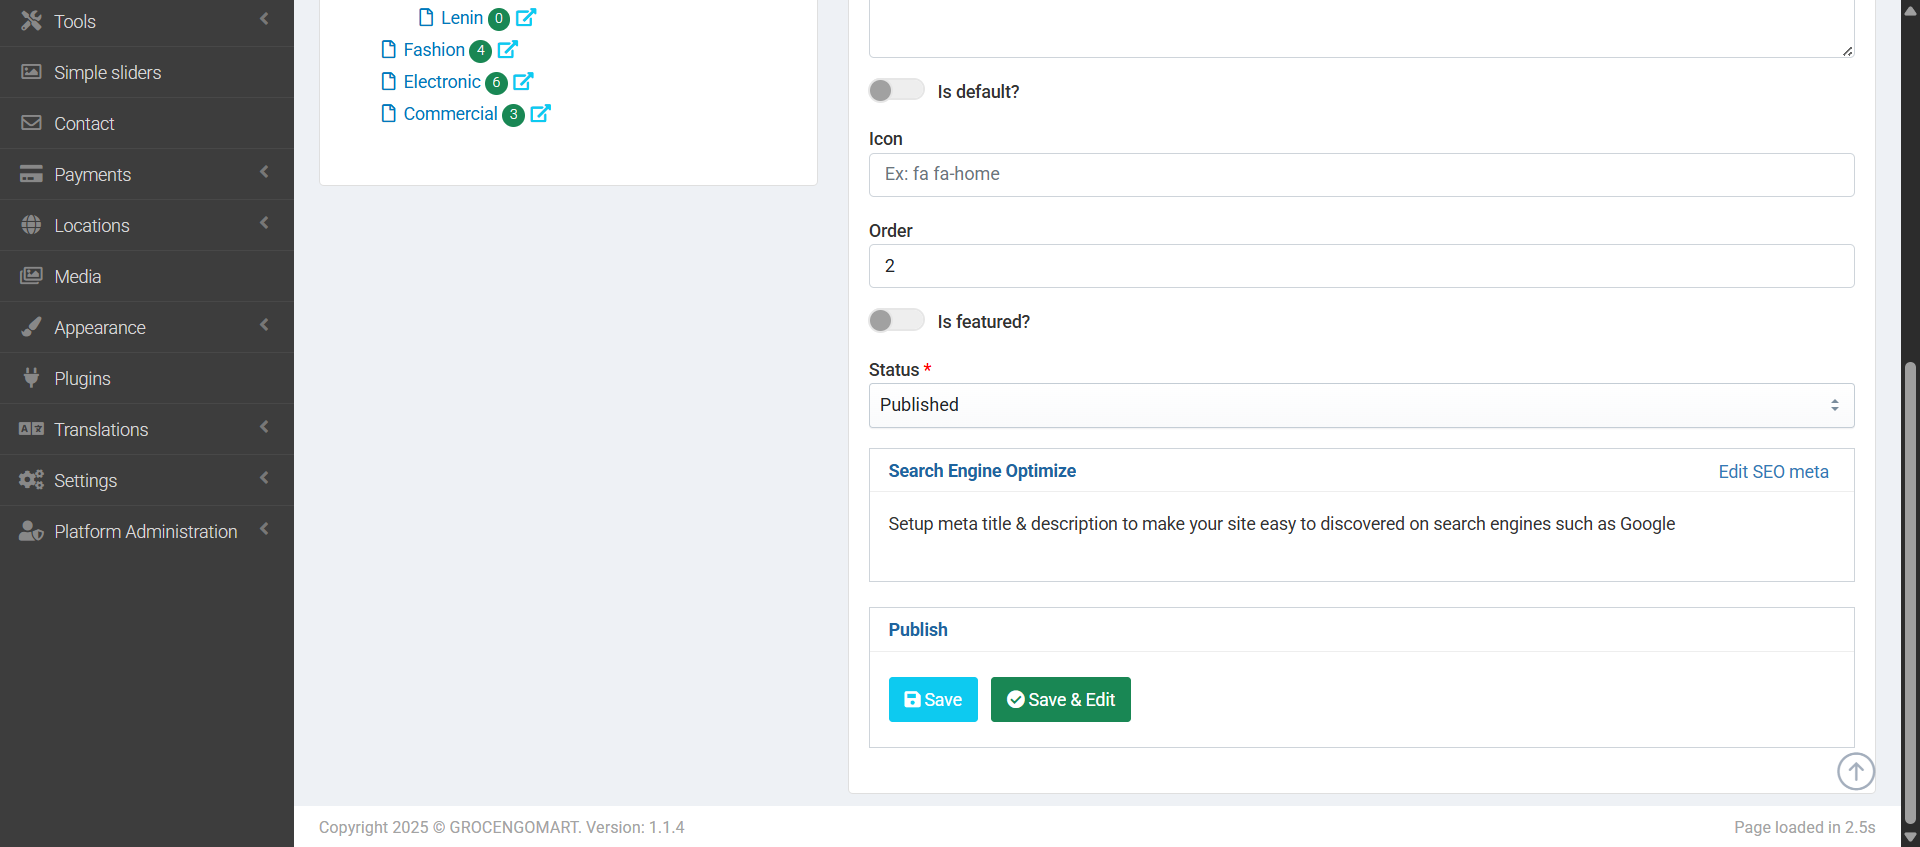 Tools
Simple sliders
Contact
Payments
Locations
Media
Appearance
Plugins
Translations
Settings
Platform Administration
Lenin 0
Fashion 4
Electronic 6
Commercial 3
Is default?
Icon
Ex: fa fa-home
Order
2
Is featured?
Status *
Published
Search Engine Optimize
Edit SEO meta
Setup meta title & description to make your site easy to discovered on search engines such as Google
Publish
Save
Save & Edit
Copyright 2025 © GROCENGOMART. Version: 1.1.4
Page loaded in 2.5s